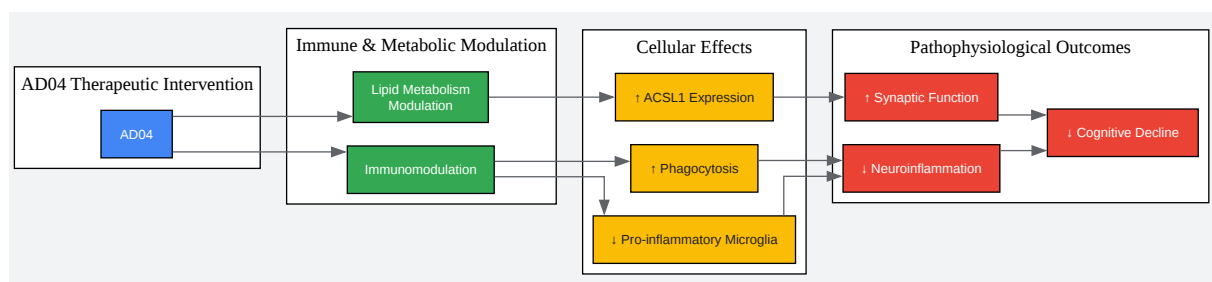 AD04 Therapeutic Intervention
AD04
Immune & Metabolic Modulation
Lipid Metabolism
Modulation
Immunomodulation
Cellular Effects
↑ ACSL1 Expression
↑ Phagocytosis
↓ Pro-inflammatory Microglia
Pathophysiological Outcomes
↑ Synaptic Function
↓ Neuroinflammation
↓ Cognitive Decline